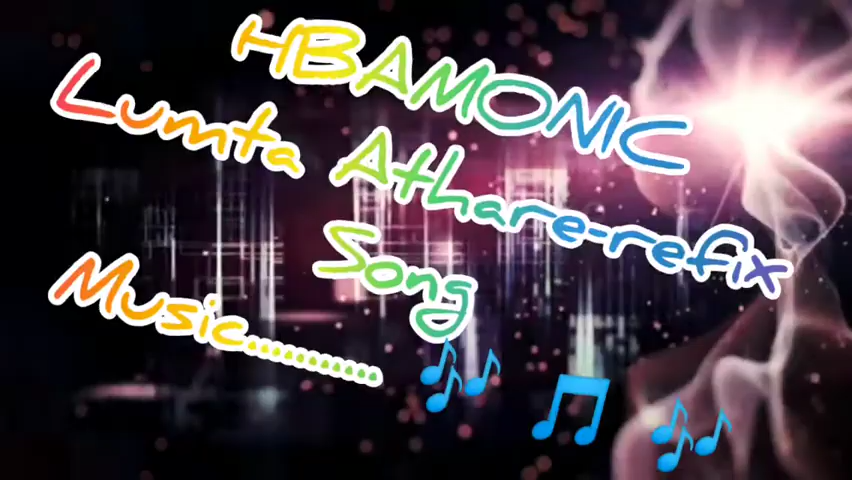 HBAMONIC
Lumta Athare-refix
Song
Music...........